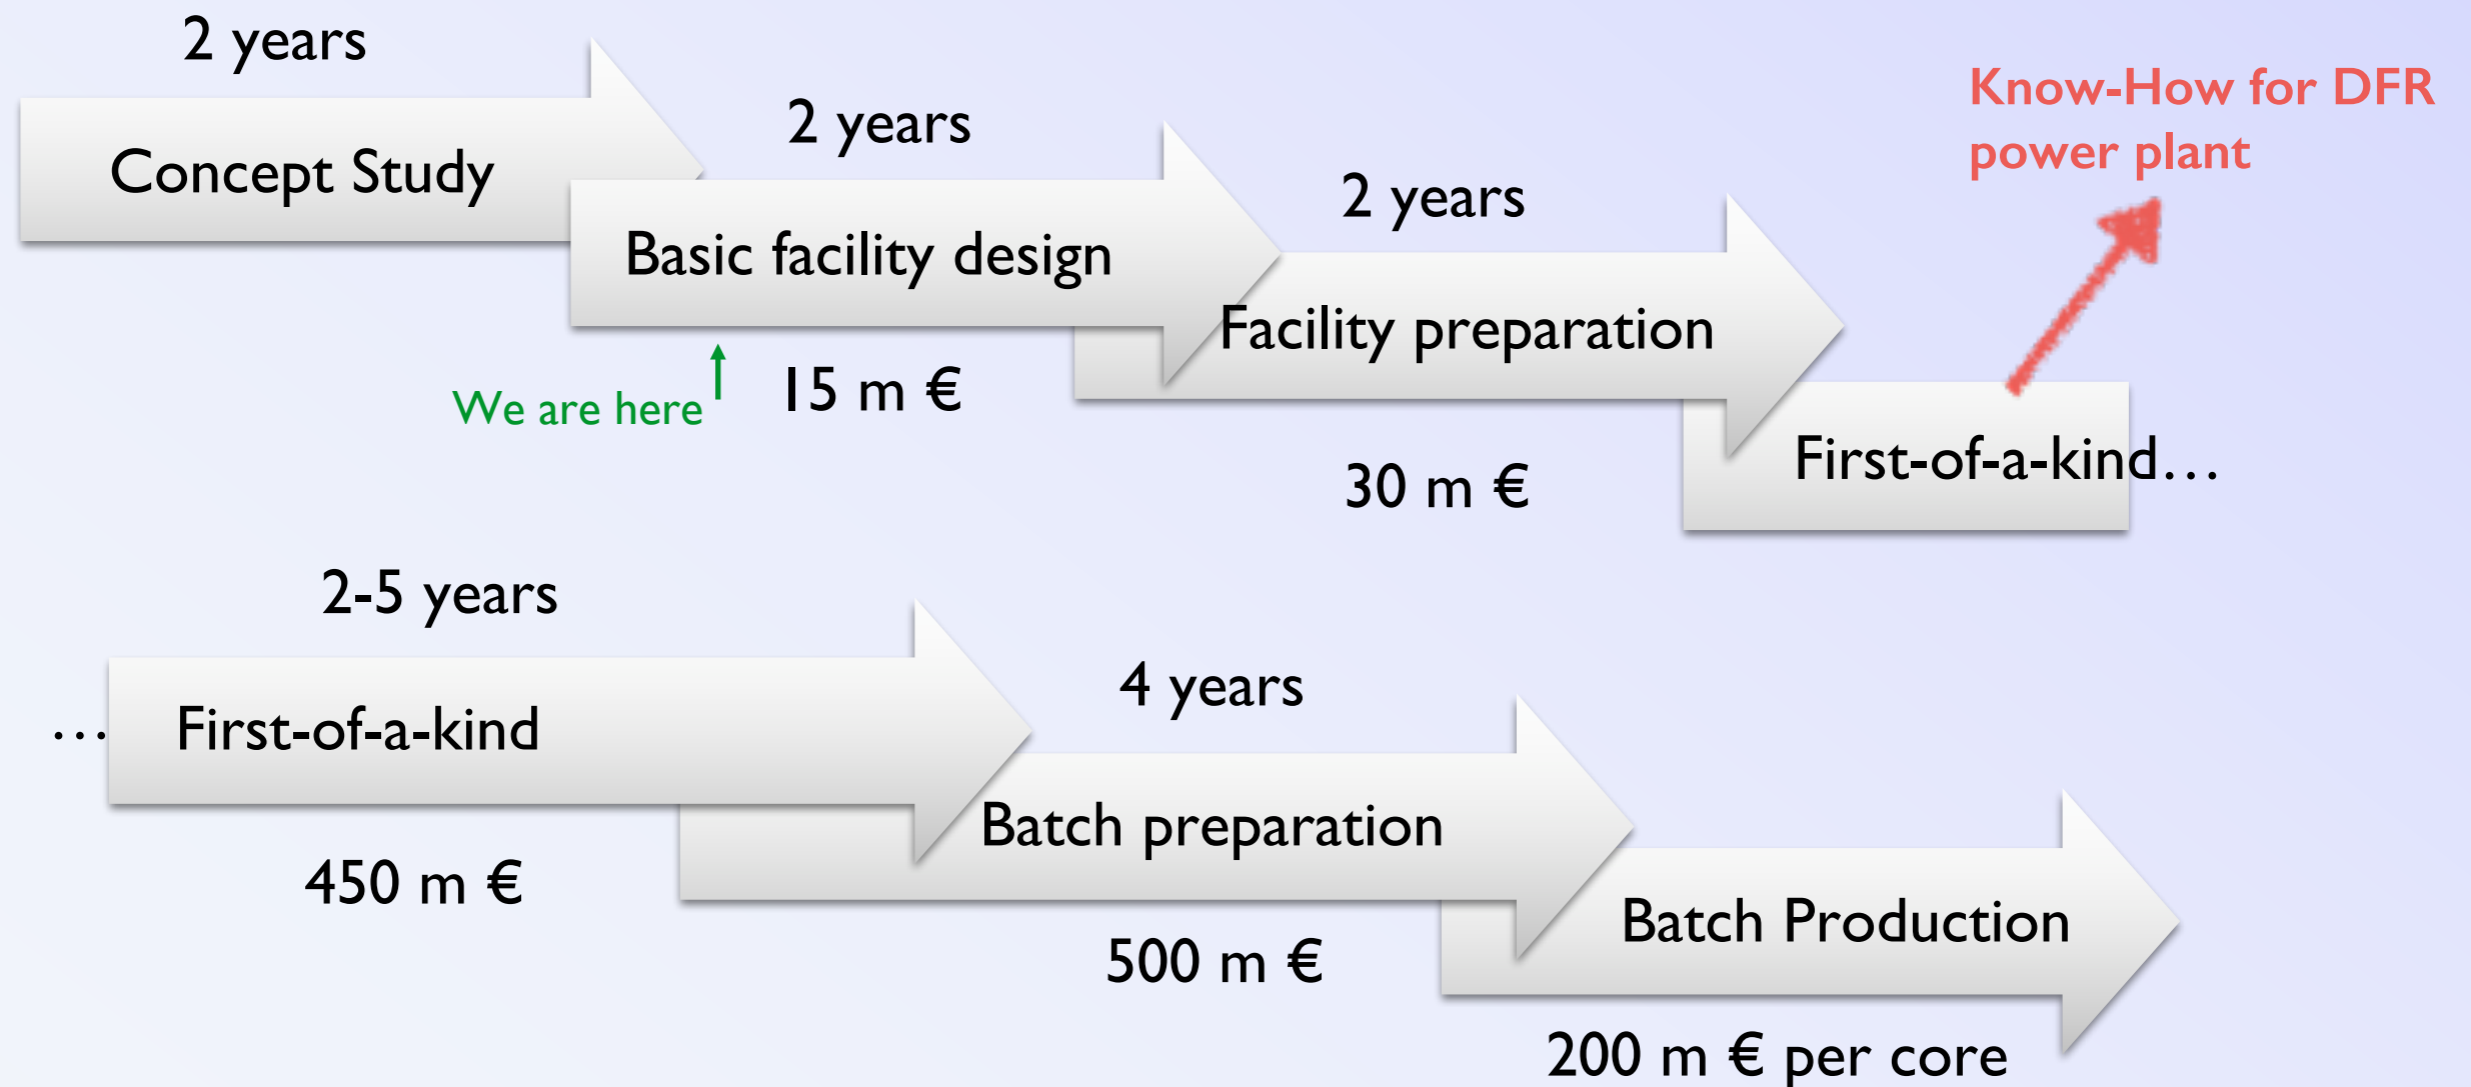 2 years
Concept Study
2 years
Basic facility design
We are here
15 m €
2 years
Facility preparation
30 m €
Know-How for DFR
power plant
First-of-a-kind…
2-5 years
… First-of-a-kind
450 m €
4 years
Batch preparation
500 m €
Batch Production
200 m € per core